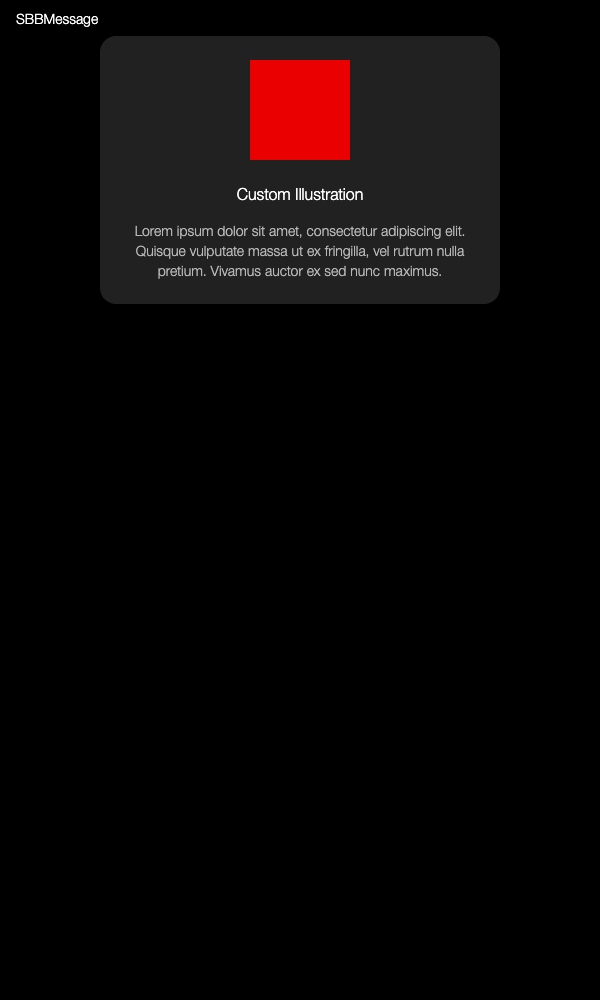 SBBMessage
Custom Illustration
Lorem ipsum dolor sit amet, consectetur adipiscing elit.
Quisque vulputate massa ut ex fringilla, vel rutrum nulla
pretium. Vivamus auctor ex sed nunc maximus.